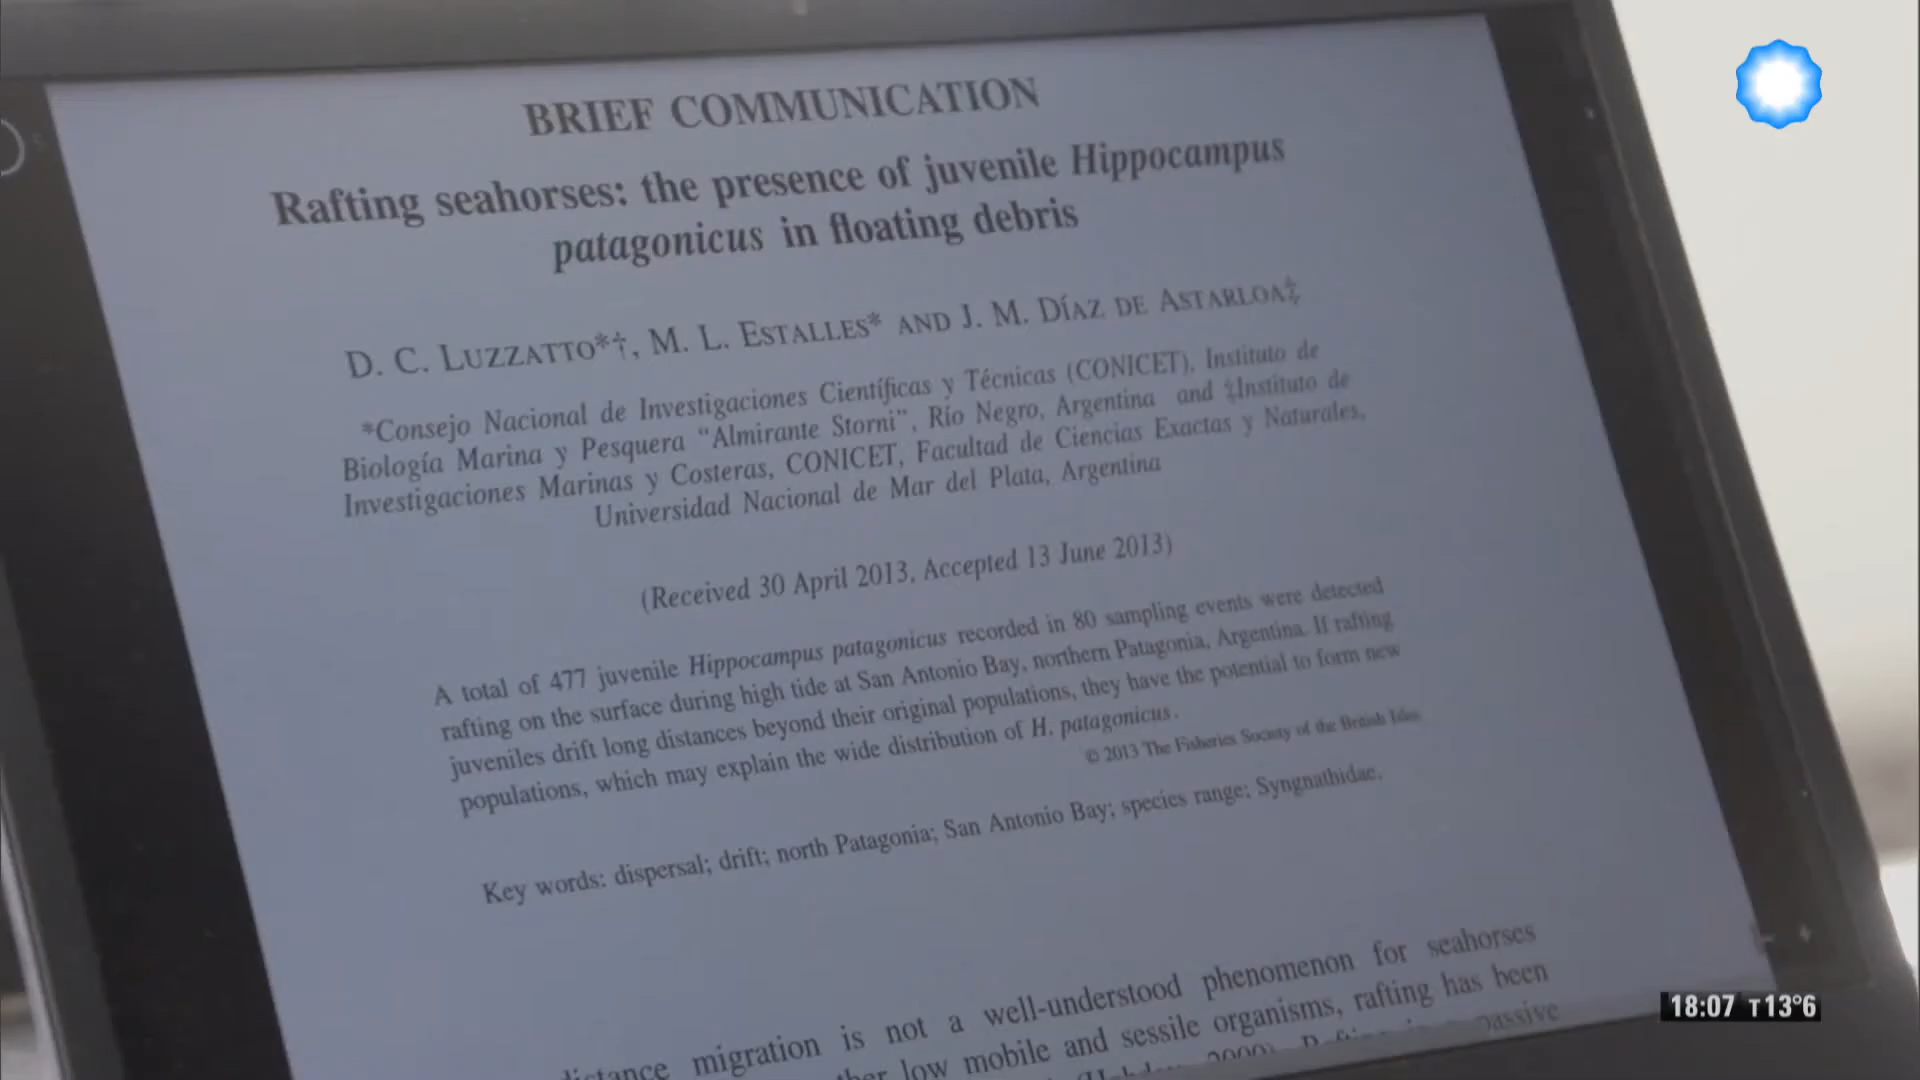 BRIEF COMMUNICATION
Rafting seahorses: the presence of juvenile Hippocampus
patagonicus in floating debris
D. C. LUZZATTO*†, M. L. ESTALLES* AND J. M. DÍAZ DE ASTARLOA‡
*Consejo Nacional de Investigaciones Científicas y Técnicas (CONICET), Instituto de
Biología Marina y Pesquera “Almirante Storni”, Río Negro, Argentina and ‡Instituto de
Investigaciones Marinas y Costeras, CONICET, Facultad de Ciencias Exactas y Naturales,
Universidad Nacional de Mar del Plata, Argentina
(Received 30 April 2013, Accepted 13 June 2013)
A total of 477 juvenile Hippocampus patagonicus recorded in 80 sampling events were detected
rafting on the surface during high tide at San Antonio Bay, northern Patagonia, Argentina. If rafting
juveniles drift long distances beyond their original populations, they have the potential to form new
populations, which may explain the wide distribution of H. patagonicus.
© 2013 The Fisheries Society of the British Isles
Key words: dispersal; drift; north Patagonia; San Antonio Bay; species range; Syngnathidae.
migration is not a well-understood phenomenon for seahorses
low mobile and sessile organisms, rafting has been
passive
18:07 T13°6